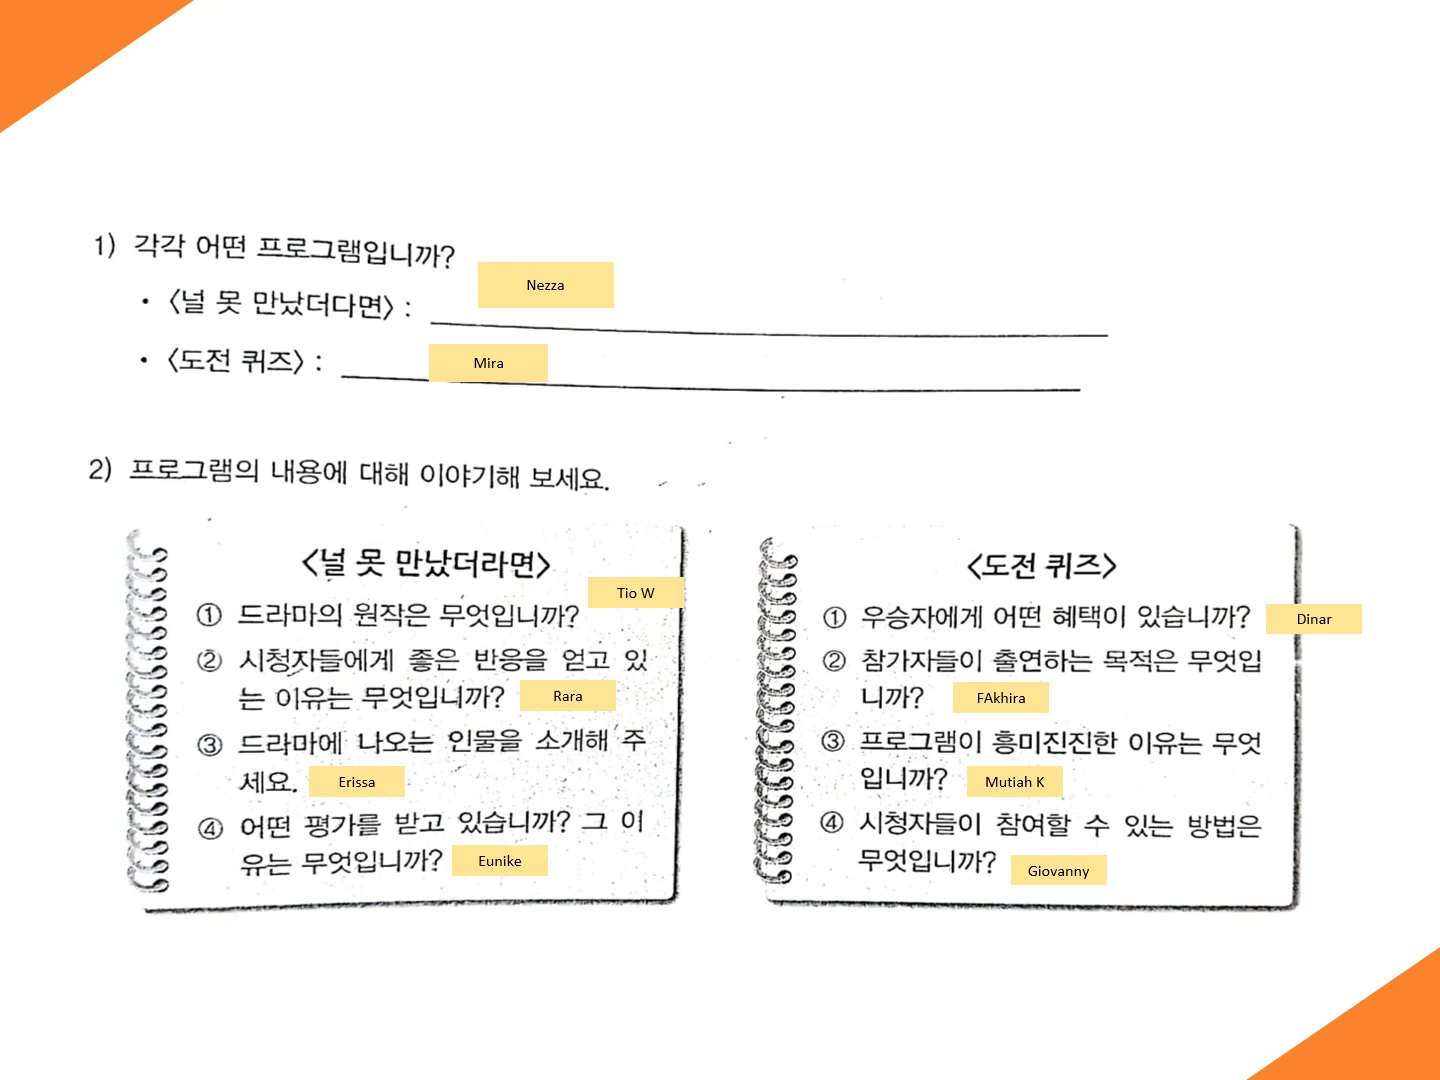 1) 각각 어떤 프로그램입니까?
Nezza
• 〈널 못 만났더다면〉 :
• 〈도전 퀴즈〉 :
Mira
2) 프로그램의 내용에 대해 이야기해 보세요.
〈널 못 만났더라면〉
Tio W
① 드라마의 원작은 무엇입니까?
② 시청자들에게 좋은 반응을 얻고 있
는 이유는 무엇입니까?
Rara
③ 드라마에 나오는 인물을 소개해 주
세요.
Erissa
④ 어떤 평가를 받고 있습니까? 그 이
유는 무엇입니까?
Eunike
〈도전 퀴즈〉
① 우승자에게 어떤 혜택이 있습니까?
Dinar
② 참가자들이 출연하는 목적은 무엇입
니까?
FAkhira
③ 프로그램이 흥미진진한 이유는 무엇
입니까?
Mutiah K
④ 시청자들이 참여할 수 있는 방법은
무엇입니까?
Giovanny